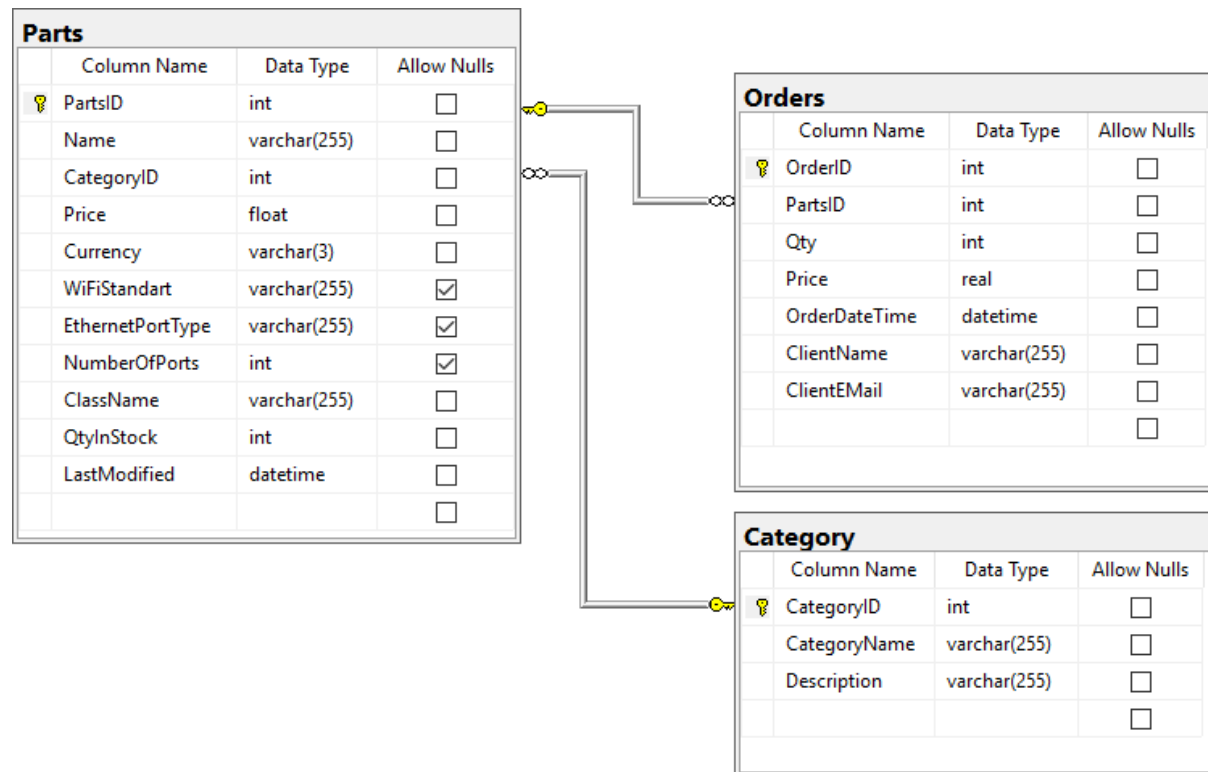 Parts
Column Name Data Type Allow Nulls
PartsID int
Name varchar(255)
CategoryID int
Price float
Currency varchar(3)
WiFiStandart varchar(255)
EthernetPortType varchar(255)
NumberOfPorts int
ClassName varchar(255)
QtyInStock int
LastModified datetime
Orders
Column Name Data Type Allow Nulls
OrderID int
PartsID int
Qty int
Price real
OrderDateTime datetime
ClientName varchar(255)
ClientEMail varchar(255)
Category
Column Name Data Type Allow Nulls
CategoryID int
CategoryName varchar(255)
Description varchar(255)